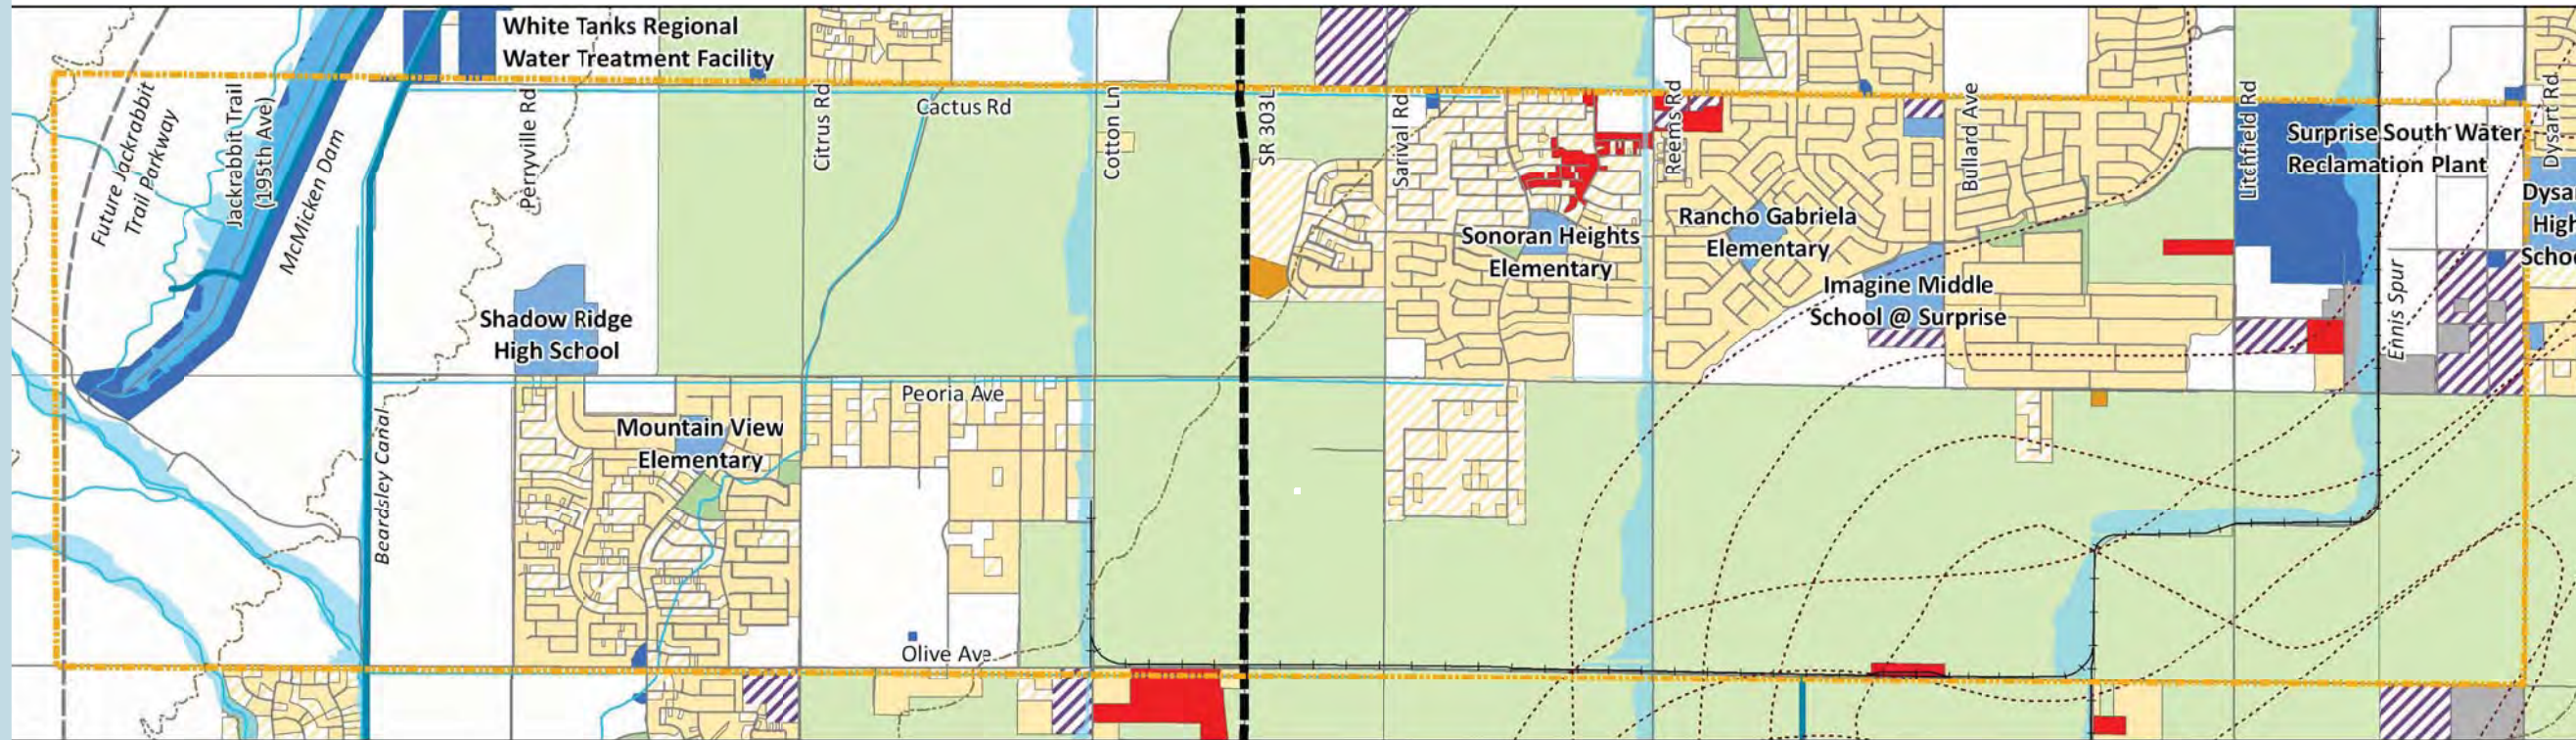 White Tanks Regional
Water Treatment Facility
Future Jackrabbit
Trail Parkway
Jackrabbit Trail
(195th Ave)
McMicken Dam
Perryville Rd
Citrus Rd
Cactus Rd
Cotton Ln
SR 303L
Sarival Rd
Reems Rd
Bullard Ave
Litchfield Rd
Surprise South Water
Reclamation Plant
Dysart Rd
Dysa
High
Scho
Shadow Ridge
High School
Sonoran Heights
Elementary
Rancho Gabriela
Elementary
Imagine Middle
School @ Surprise
Ennis Spur
Beardsley Canal
Peoria Ave
Mountain View
Elementary
Olive Ave